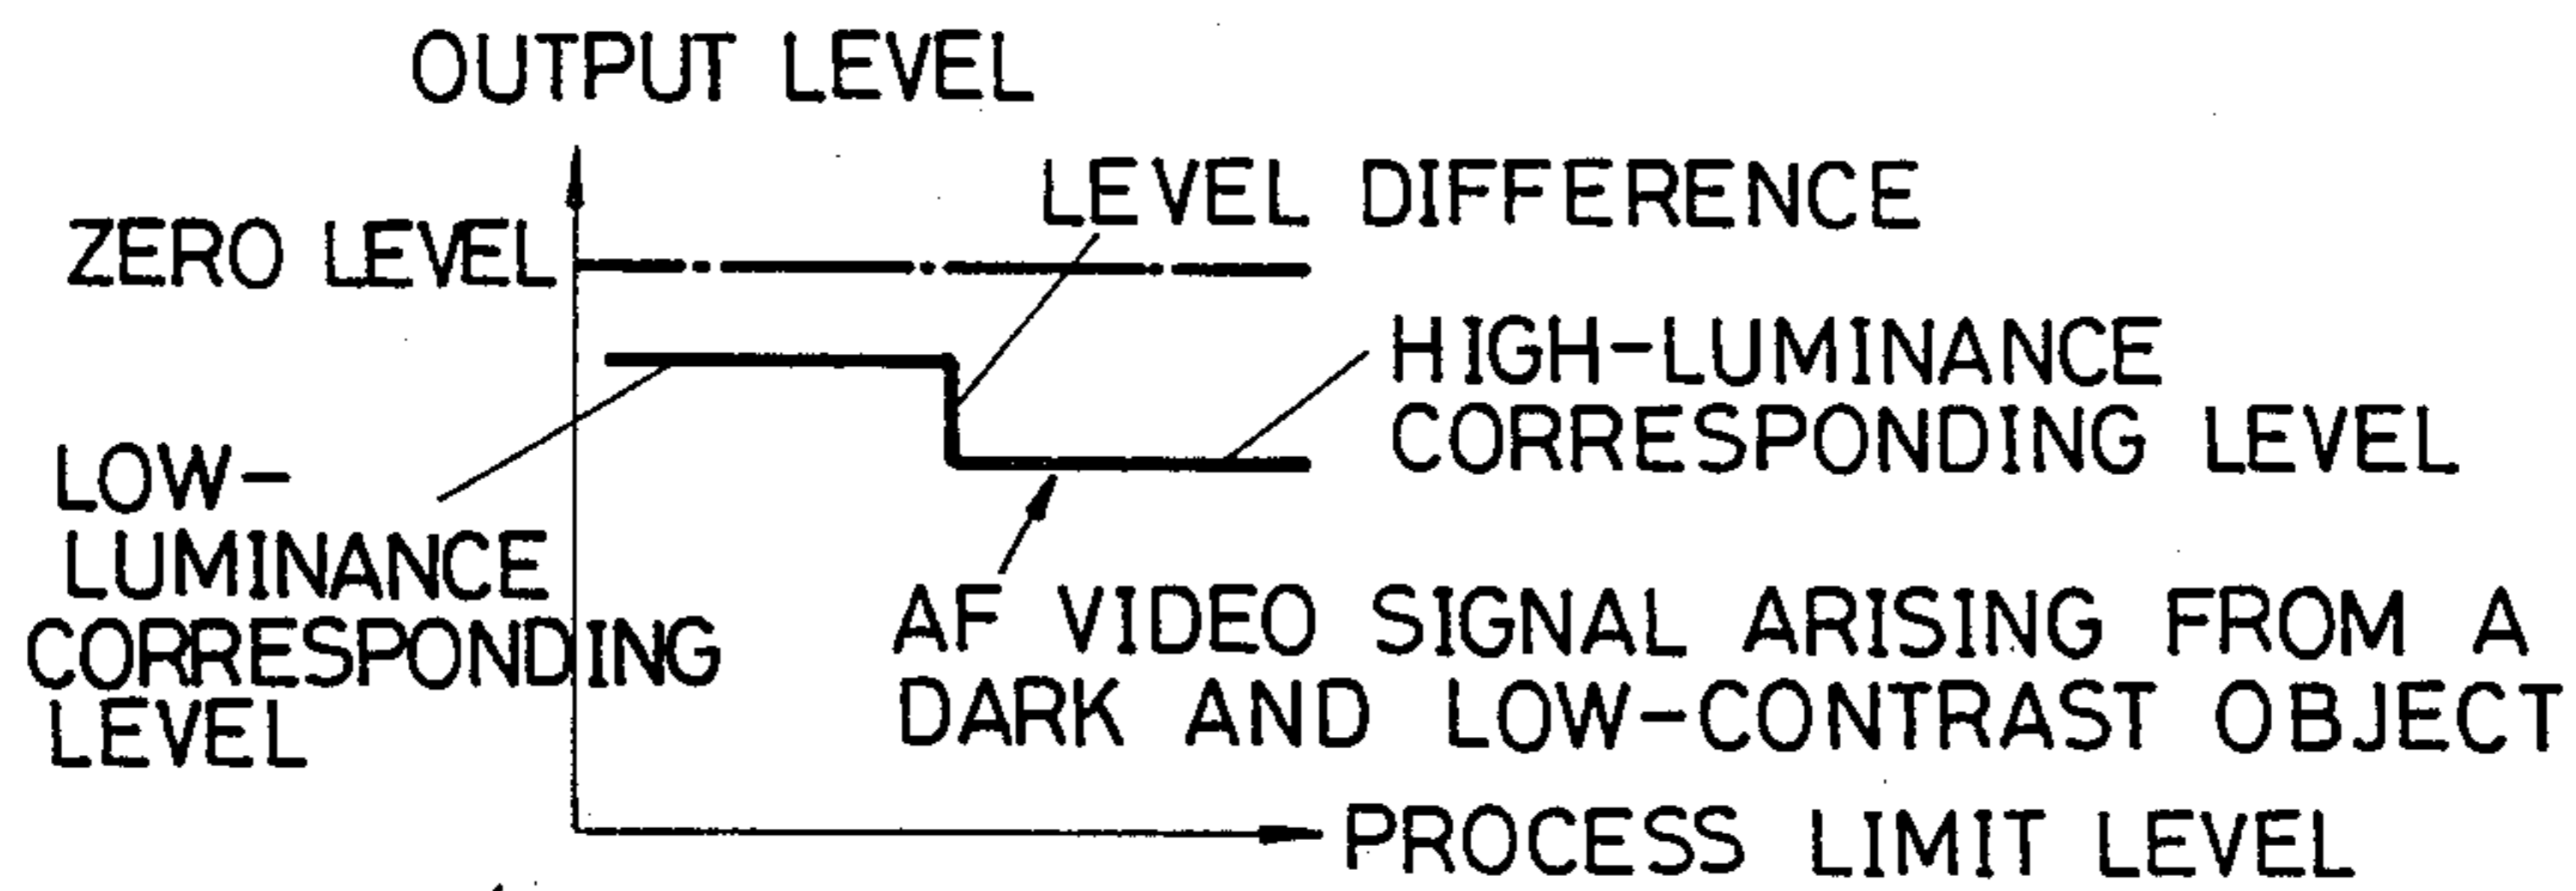 OUTPUT LEVEL
LEVEL DIFFERENCE
ZERO LEVEL
HIGH-LUMINANCE
CORRESPONDING LEVEL
LOW-
LUMINANCE
CORRESPONDING
LEVEL
AF VIDEO SIGNAL ARISING FROM A
DARK AND LOW-CONTRAST OBJECT
PROCESS LIMIT LEVEL